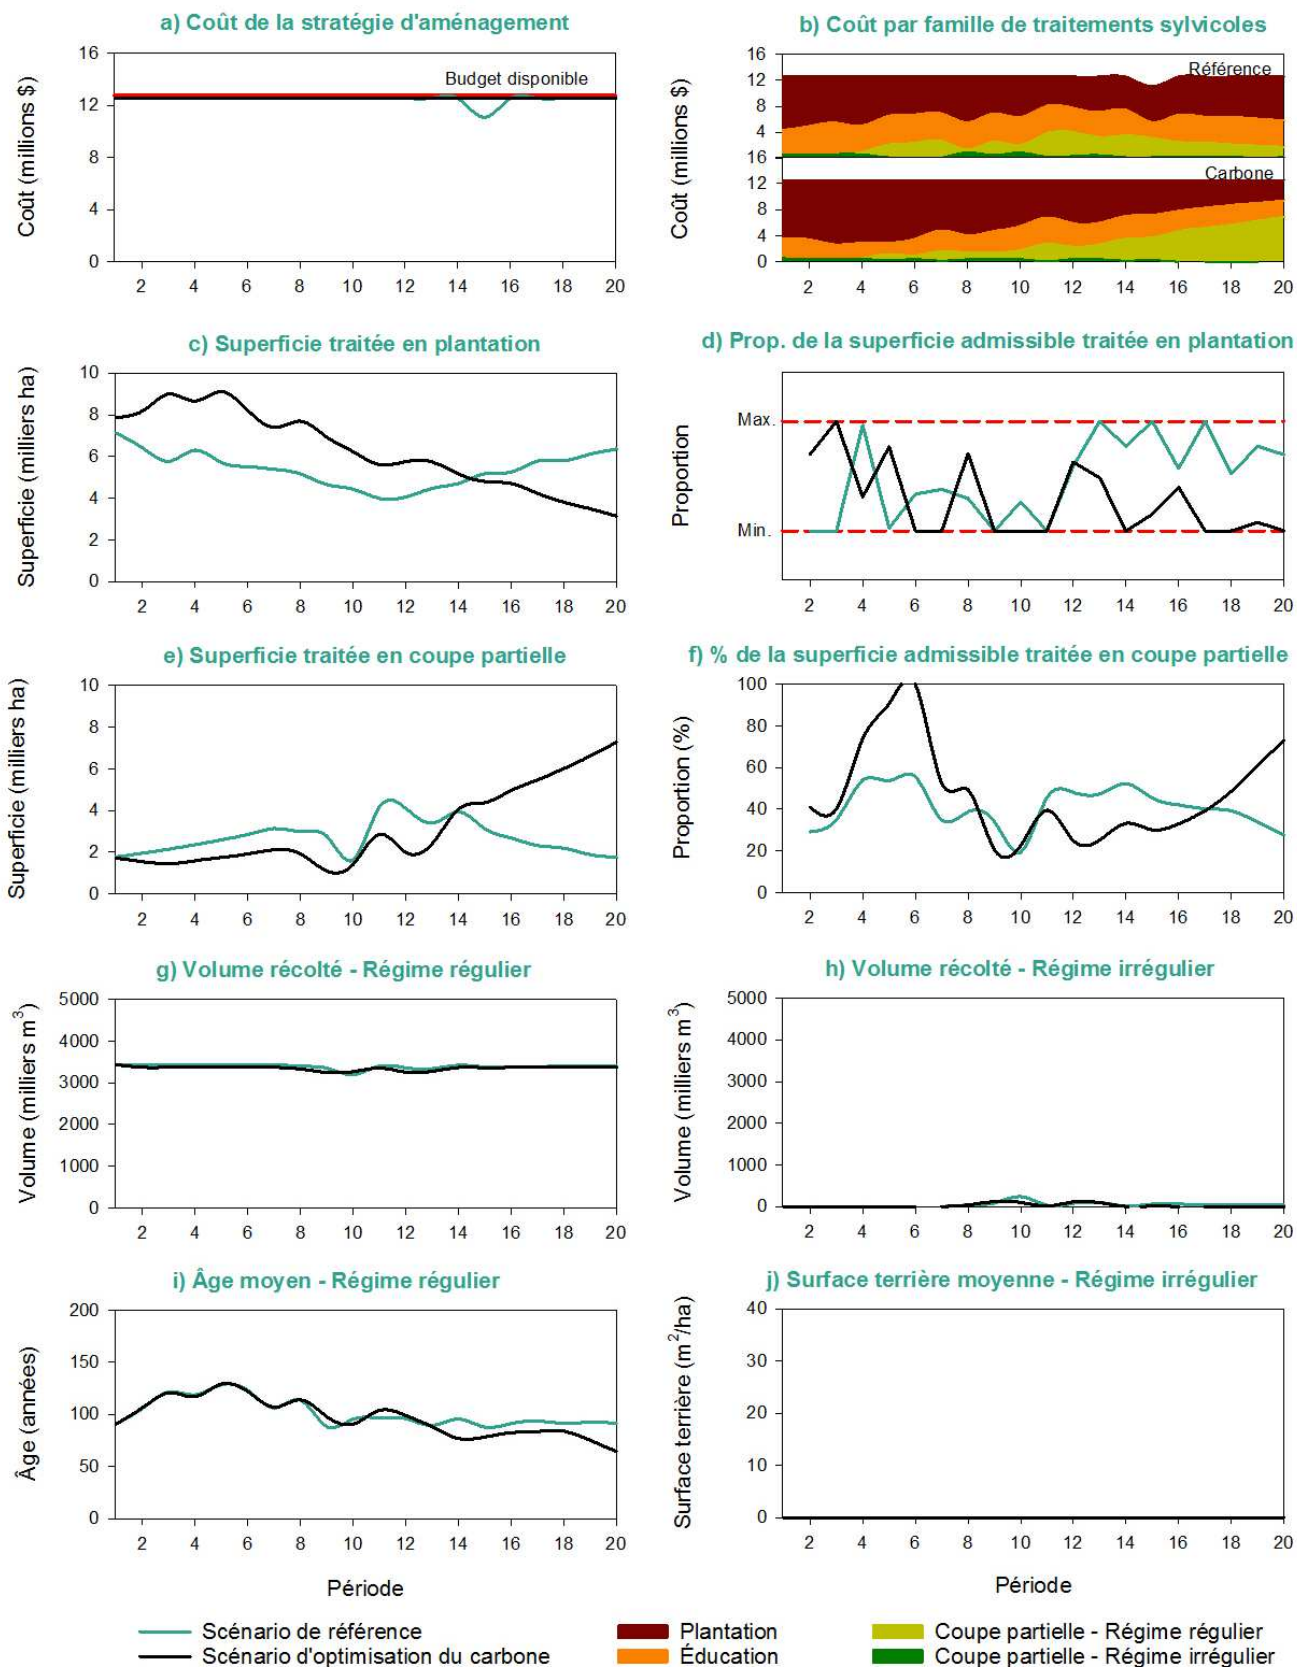 a) Coût de la stratégie d'aménagement
Coût (millions $)
16
12
8
4
0
Budget disponible
2 4 6 8 10 12 14 16 18 20
b) Coût par famille de traitements sylvicoles
Coût (millions $)
16
12
8
4
Référence
16
12
8
4
0
Carbone
2 4 6 8 10 12 14 16 18 20
c) Superficie traitée en plantation
Superficie (milliers ha)
10
8
6
4
2
0
2 4 6 8 10 12 14 16 18 20
d) Prop. de la superficie admissible traitée en plantation
Proportion
Max.
Min.
2 4 6 8 10 12 14 16 18 20
e) Superficie traitée en coupe partielle
Superficie (milliers ha)
10
8
6
4
2
0
2 4 6 8 10 12 14 16 18 20
f) % de la superficie admissible traitée en coupe partielle
Proportion (%)
100
80
60
40
20
0
2 4 6 8 10 12 14 16 18 20
g) Volume récolté - Régime régulier
Volume (milliers m³)
5000
4000
3000
2000
1000
0
2 4 6 8 10 12 14 16 18 20
h) Volume récolté - Régime irrégulier
Volume (milliers m³)
5000
4000
3000
2000
1000
0
2 4 6 8 10 12 14 16 18 20
i) Âge moyen - Régime régulier
Âge (années)
200
150
100
50
0
2 4 6 8 10 12 14 16 18 20
Période
j) Surface terrière moyenne - Régime irrégulier
Surface terrière (m²/ha)
40
30
20
10
0
2 4 6 8 10 12 14 16 18 20
Période
Scénario de référence
Scénario d'optimisation du carbone
Plantation
Éducation
Coupe partielle - Régime régulier
Coupe partielle - Régime irrégulier